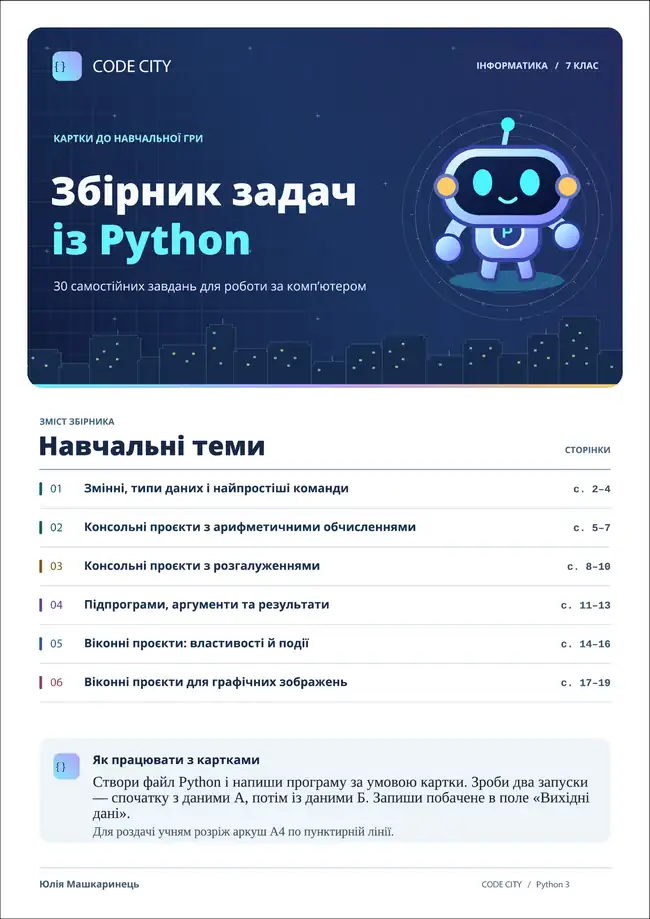 { }
CODE CITY
ІНФОРМАТИКА / 7 КЛАС
КАРТКИ ДО НАВЧАЛЬНОЇ ГРИ
Збірник задач
із Python
30 самостійних завдань для роботи за комп’ютером
P
ЗМІСТ ЗБІРНИКА
Навчальні теми
СТОРІНКИ
01 Змінні, типи даних і найпростіші команди с. 2–4
02 Консольні проєкти з арифметичними обчисленнями с. 5–7
03 Консольні проєкти з розгалуженнями с. 8–10
04 Підпрограми, аргументи та результати с. 11–13
05 Віконні проєкти: властивості й події с. 14–16
06 Віконні проєкти для графічних зображень с. 17–19
{ }
Як працювати з картками
Створи файл Python і напиши програму за умовою картки. Зроби два запуски
— спочатку з даними А, потім із даними Б. Запиши побачене в поле «Вихідні
дані».
Для роздачі учням розріж аркуш А4 по пунктирній лінії.
Юлія Машкаринець
CODE CITY / Python 3